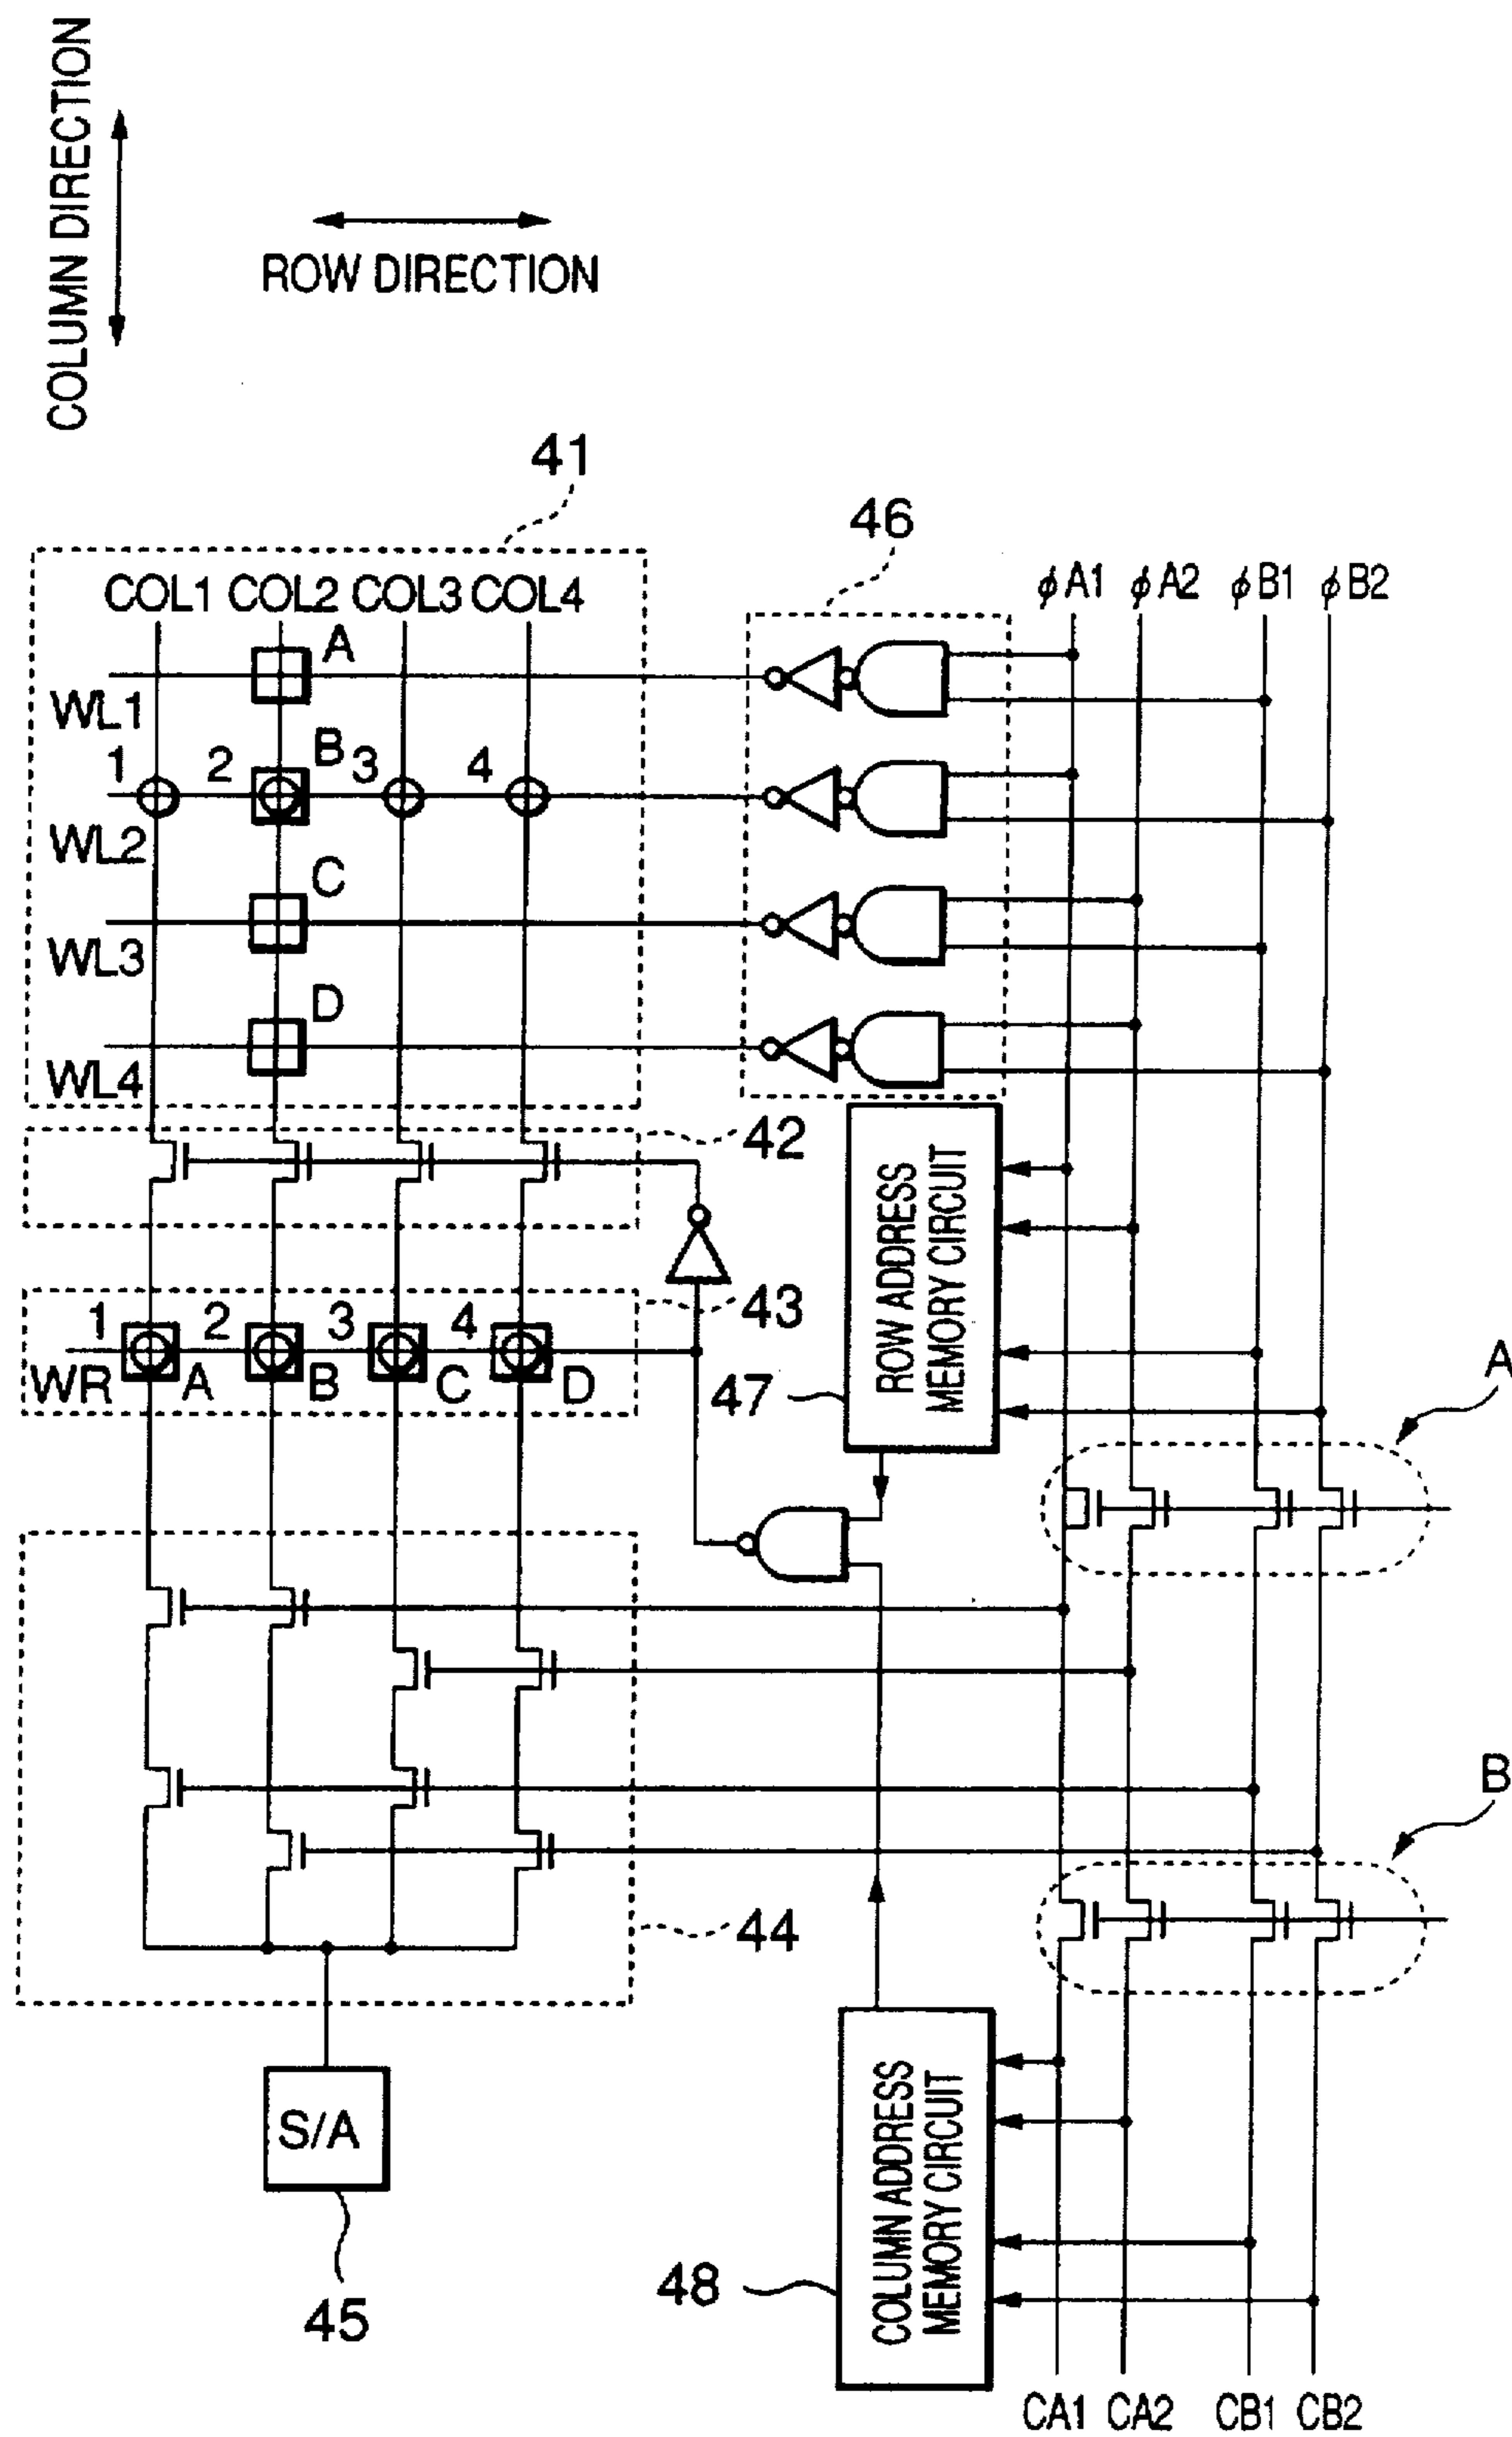 COLUMN DIRECTION
ROW DIRECTION
41
46
COL1 COL2 COL3 COL4
φA1 φA2 φB1 φB2
A
WL1
1 2 B 3 4
WL2
C
WL3
D
WL4
42
ROW ADDRESS
MEMORY CIRCUIT
43
1 2 3 4
WR A B C D
47
A
B
44
S/A
45
COLUMN ADDRESS
MEMORY CIRCUIT
48
CA1 CA2 CB1 CB2